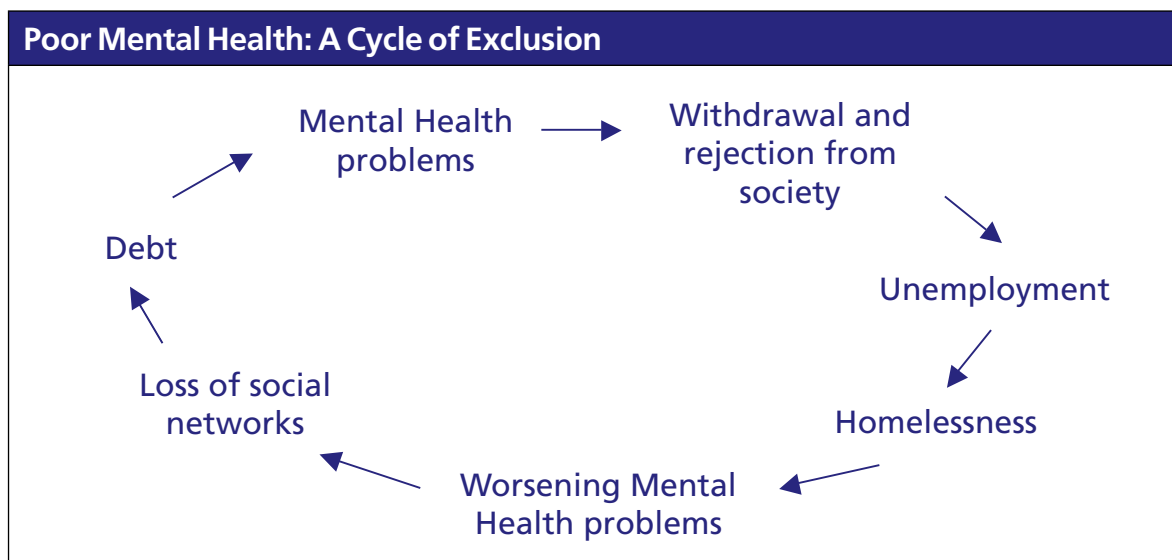 Poor Mental Health: A Cycle of Exclusion
Mental Health
problems
Withdrawal and
rejection from
society
Unemployment
Homelessness
Worsening Mental
Health problems
Loss of social
networks
Debt